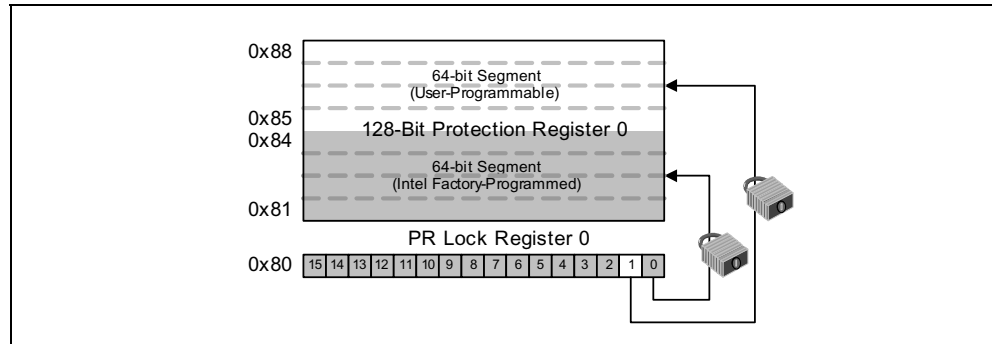 0x88
64-bit Segment
(User-Programmable)
0x85
128-Bit Protection Register 0
0x84
64-bit Segment
(Intel Factory-Programmed)
0x81
PR Lock Register 0
0x80 15 14 13 12 11 10 9 8 7 6 5 4 3 2 1 0